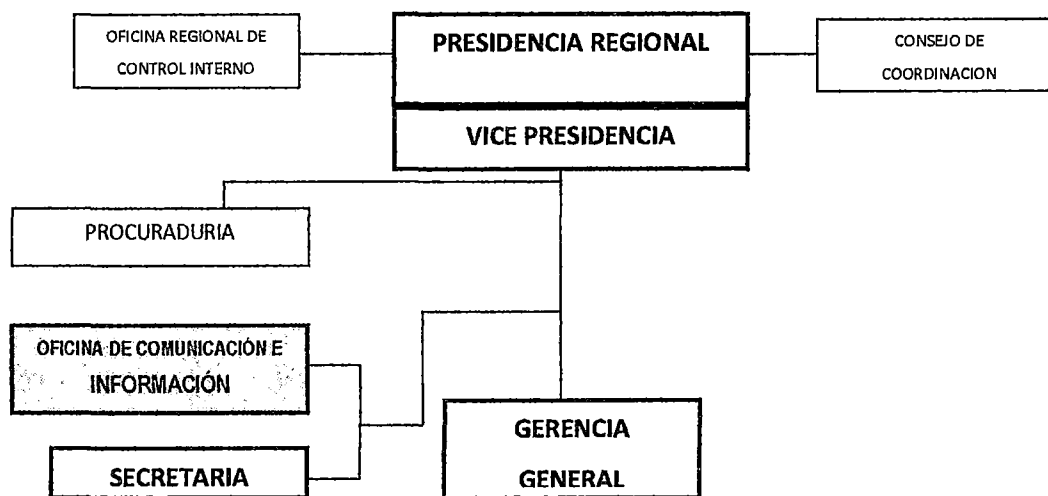 OFICINA REGIONAL DE
CONTROL INTERNO
PRESIDENCIA REGIONAL
CONSEJO DE
COORDINACION
VICE PRESIDENCIA
PROCURADURIA
OFICINA DE COMUNICACIÓN E
INFORMACIÓN
SECRETARIA
GERENCIA
GENERAL